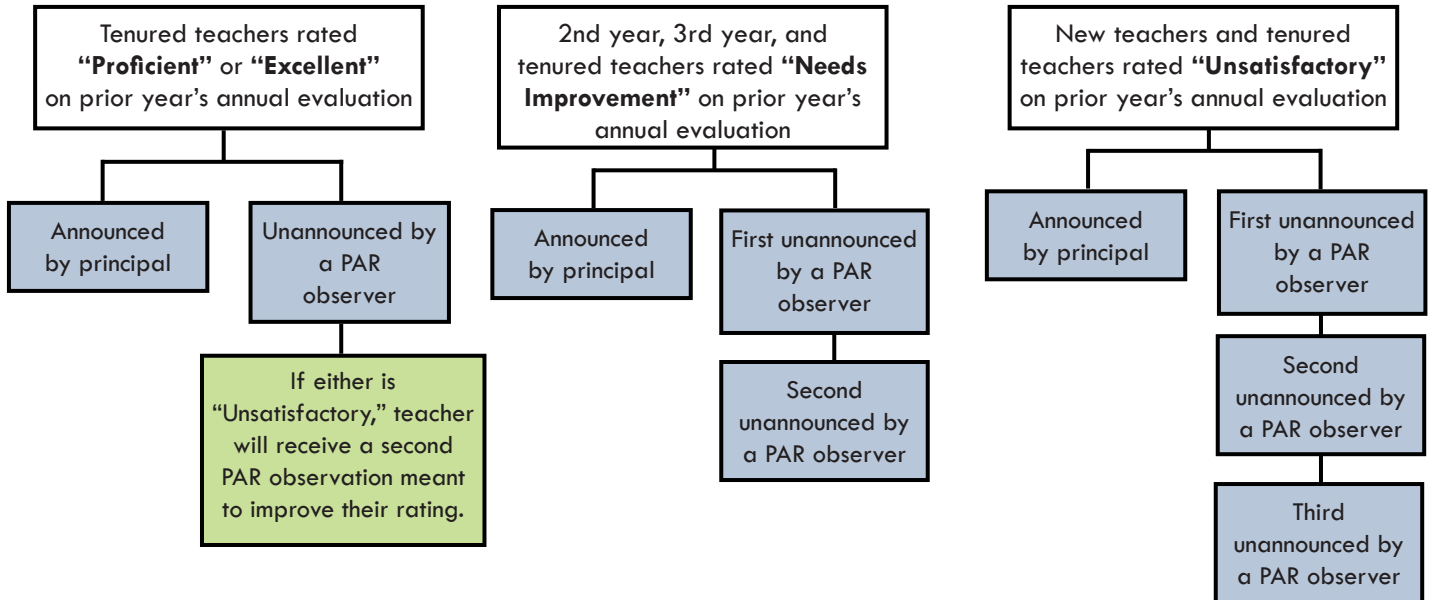 Tenured teachers rated
“Proficient” or “Excellent”
on prior year’s annual evaluation
Announced
by principal
Unannounced by
a PAR
observer
If either is
“Unsatisfactory,” teacher
will receive a second
PAR observation meant
to improve their rating.
2nd year, 3rd year, and
tenured teachers rated “Needs
Improvement” on prior year’s
annual evaluation
Announced
by principal
First unannounced
by a PAR
observer
Second
unannounced by
a PAR observer
New teachers and tenured
teachers rated “Unsatisfactory”
on prior year’s annual evaluation
Announced
by principal
First unannounced
by a PAR
observer
Second
unannounced by
a PAR observer
Third
unannounced by
a PAR observer